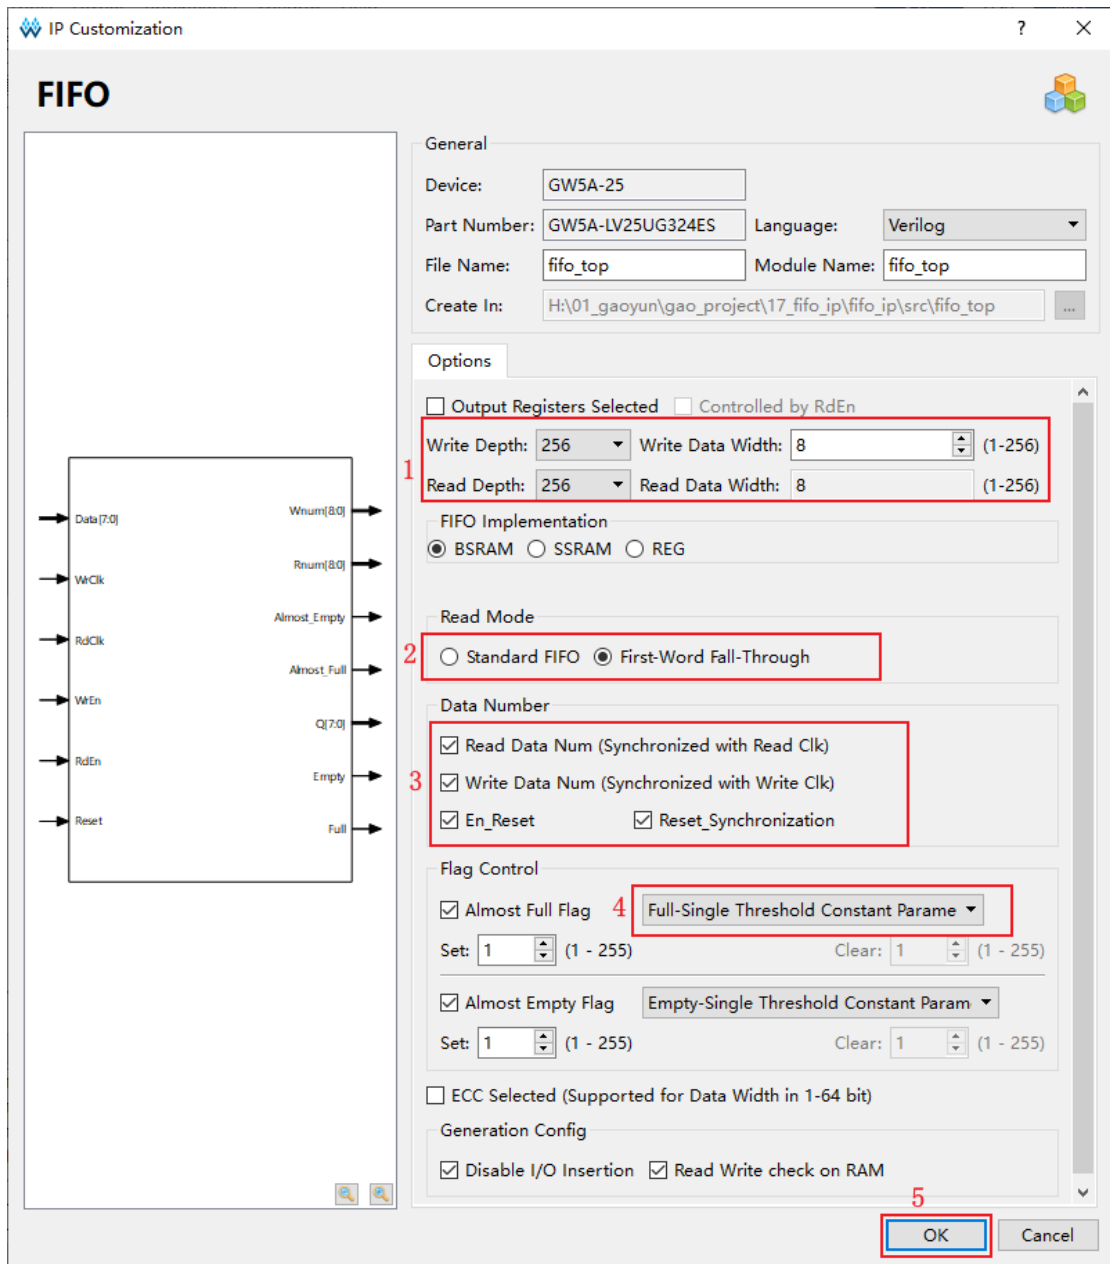 IP Customization ? ×
FIFO
General
Device: GW5A-25
Part Number: GW5A-LV25UG324ES Language: Verilog
File Name: fifo_top Module Name: fifo_top
Create In: H:\01_gaoyun\gao_project\17_fifo_ip\fifo_ip\src\fifo_top ...
Options
Output Registers Selected Controlled by RdEn
1
Write Depth: 256 Write Data Width: 8 (1-256)
Read Depth: 256 Read Data Width: 8 (1-256)
FIFO Implementation
BSRAM SSRAM REG
Read Mode
2 Standard FIFO First-Word Fall-Through
Data Number
Read Data Num (Synchronized with Read Clk)
3 Write Data Num (Synchronized with Write Clk)
En_Reset Reset_Synchronization
Flag Control
Almost Full Flag 4 Full-Single Threshold Constant Parame
Set: 1 (1 - 255) Clear: 1 (1 - 255)
Almost Empty Flag Empty-Single Threshold Constant Param
Set: 1 (1 - 255) Clear: 1 (1 - 255)
ECC Selected (Supported for Data Width in 1-64 bit)
Generation Config
Disable I/O Insertion Read Write check on RAM
5
OK Cancel
Data[7:0]
WrClk
RdClk
WrEn
RdEn
Reset
Wnum[8:0]
Rnum[8:0]
Almost_Empty
Almost_Full
Q[7:0]
Empty
Full